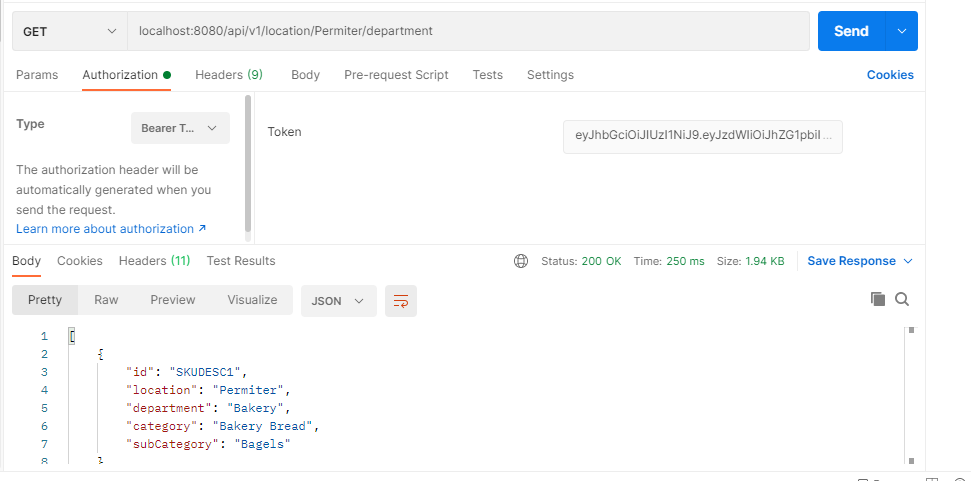 GET localhost:8080/api/v1/location/Permiter/department Send
Params Authorization Headers (9) Body Pre-request Script Tests Settings Cookies
Type Bearer T... Token eyJhbGciOiJIUzI1NiJ9.eyJzdWIiOiJhZG1pbiI ...
The authorization header will be
automatically generated when you
send the request.
Learn more about authorization ↗
Body Cookies Headers (11) Test Results Status: 200 OK Time: 250 ms Size: 1.94 KB Save Response
Pretty Raw Preview Visualize JSON
1 [
2 {
3 "id": "SKUDESC1",
4 "location": "Permiter",
5 "department": "Bakery",
6 "category": "Bakery Bread",
7 "subCategory": "Bagels"
8 }